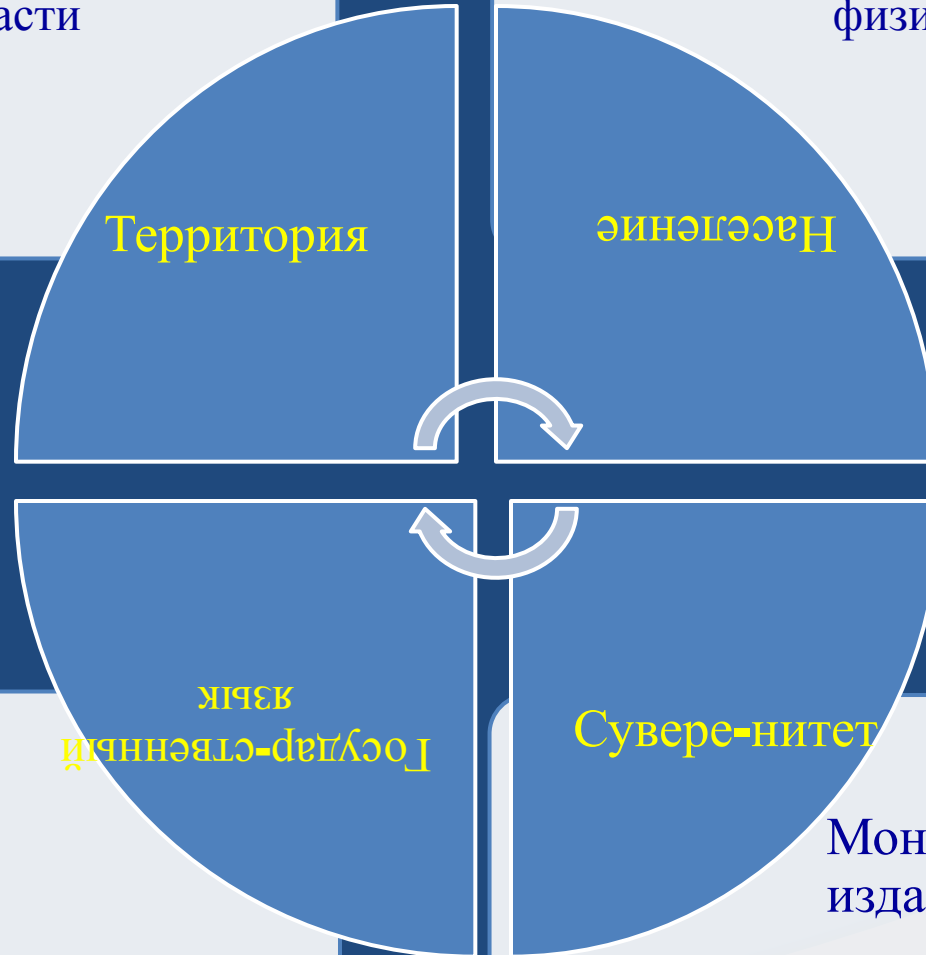 асти
физи
Территория
Население
Государ-ственный
язык
Сувере-нитет
Мон
изда